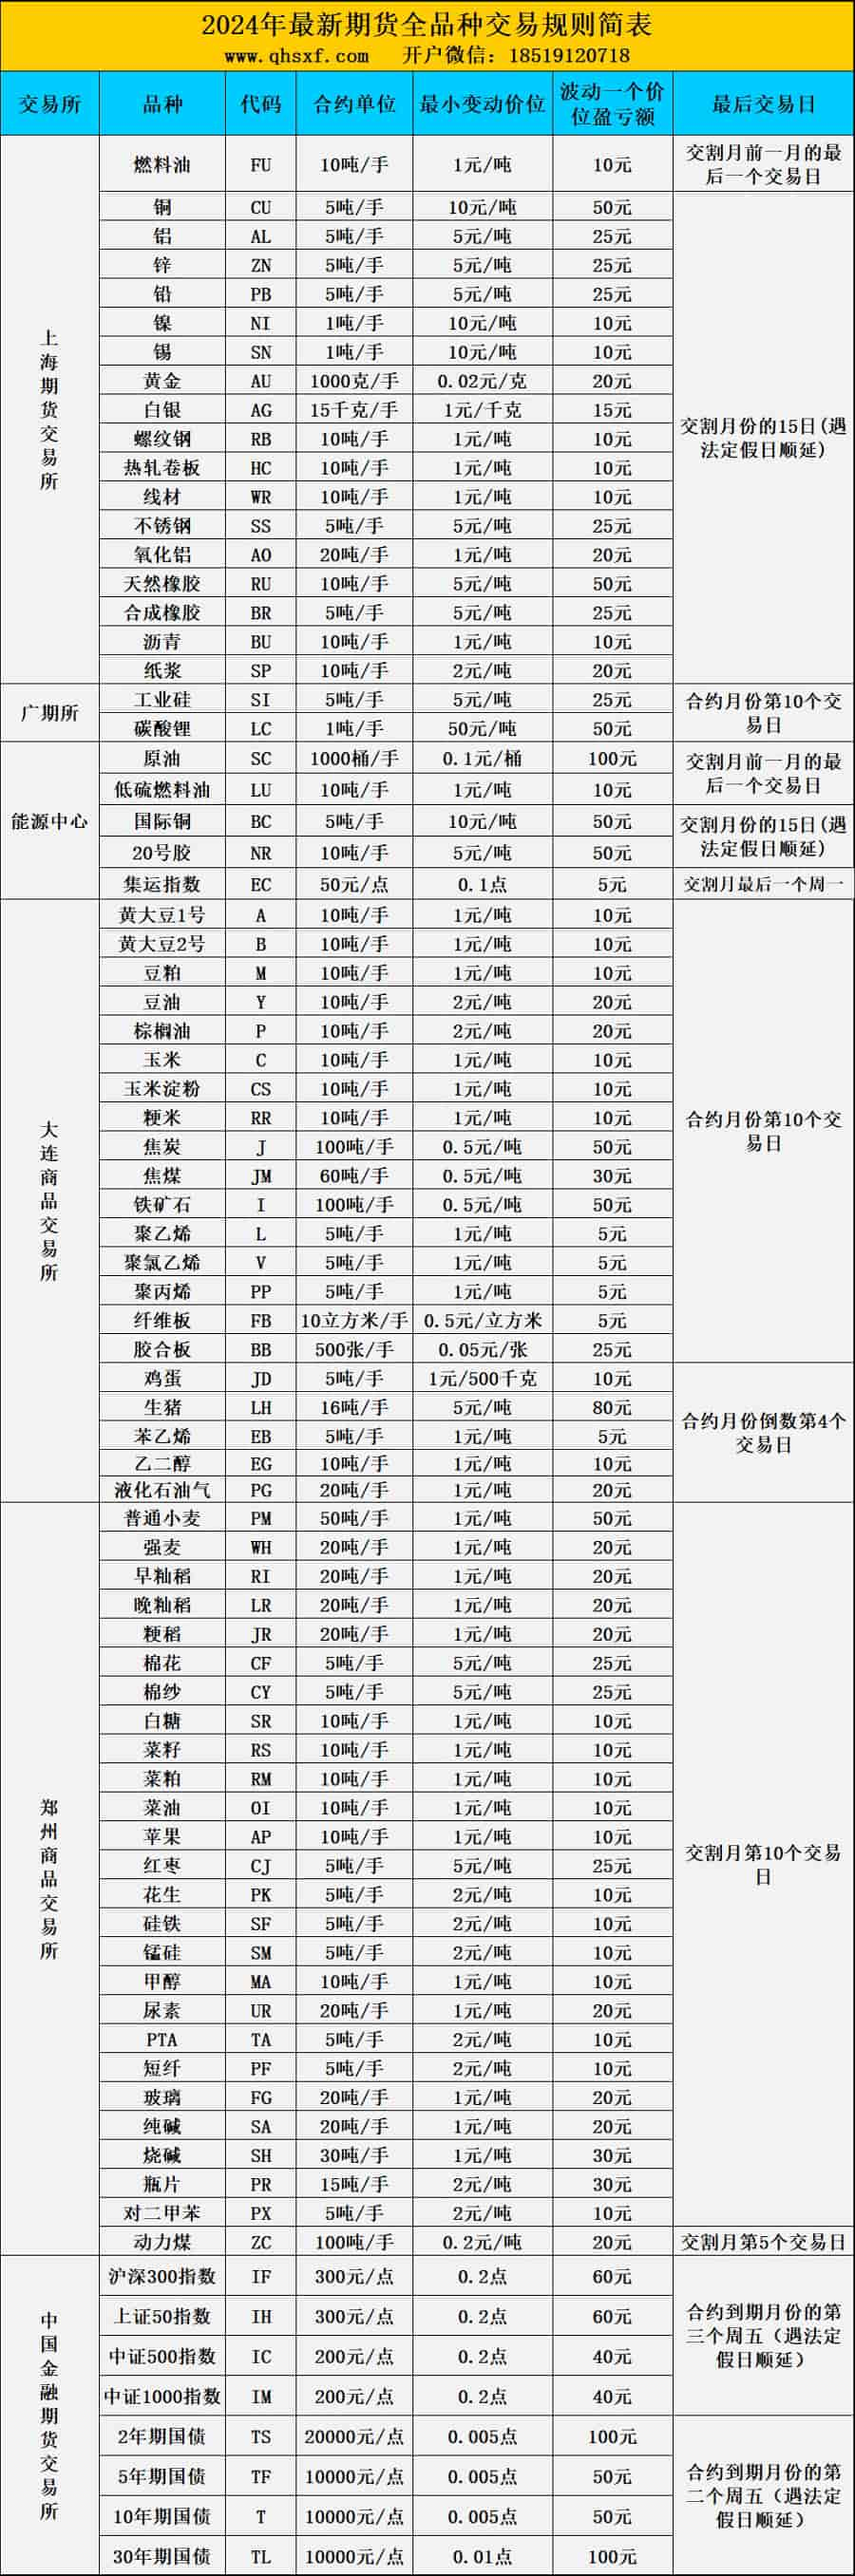 2024年最新期货全品种交易规则简表
www.qhsxf.com 开户微信：18519120718
交易所 品种 代码 合约单位 最小变动价位 波动一个价位盈亏额 最后交易日
上海期货交易所
燃料油 FU 10吨/手 1元/吨 10元 交割月前一月的最后一个交易日
铜 CU 5吨/手 10元/吨 50元
铝 AL 5吨/手 5元/吨 25元
锌 ZN 5吨/手 5元/吨 25元
铅 PB 5吨/手 5元/吨 25元
镍 NI 1吨/手 10元/吨 10元
锡 SN 1吨/手 10元/吨 10元
黄金 AU 1000克/手 0.02元/克 20元
白银 AG 15千克/手 1元/千克 15元
交割月份的15日(遇法定假日顺延)
螺纹钢 RB 10吨/手 1元/吨 10元
热轧卷板 HC 10吨/手 1元/吨 10元
线材 WR 10吨/手 1元/吨 10元
不锈钢 SS 5吨/手 5元/吨 25元
氧化铝 AO 20吨/手 1元/吨 20元
天然橡胶 RU 10吨/手 5元/吨 50元
合成橡胶 BR 5吨/手 5元/吨 25元
沥青 BU 10吨/手 1元/吨 10元
纸浆 SP 10吨/手 2元/吨 20元
广期所
工业硅 SI 5吨/手 5元/吨 25元
碳酸锂 LC 1吨/手 50元/吨 50元
合约月份第10个交易日
能源中心
原油 SC 1000桶/手 0.1元/桶 100元
低硫燃料油 LU 10吨/手 1元/吨 10元
交割月前一月的最后一个交易日
国际铜 BC 5吨/手 10元/吨 50元
20号胶 NR 10吨/手 5元/吨 50元
交割月份的15日(遇法定假日顺延)
集运指数 EC 50元/点 0.1点 5元 交割月最后一个周一
大连商品交易所
黄大豆1号 A 10吨/手 1元/吨 10元
黄大豆2号 B 10吨/手 1元/吨 10元
豆粕 M 10吨/手 1元/吨 10元
豆油 Y 10吨/手 2元/吨 20元
棕榈油 P 10吨/手 2元/吨 20元
玉米 C 10吨/手 1元/吨 10元
玉米淀粉 CS 10吨/手 1元/吨 10元
粳米 RR 10吨/手 1元/吨 10元
合约月份第10个交易日
焦炭 J 100吨/手 0.5元/吨 50元
焦煤 JM 60吨/手 0.5元/吨 30元
铁矿石 I 100吨/手 0.5元/吨 50元
聚乙烯 L 5吨/手 1元/吨 5元
聚氯乙烯 V 5吨/手 1元/吨 5元
聚丙烯 PP 5吨/手 1元/吨 5元
纤维板 FB 10立方米/手 0.5元/立方米 5元
胶合板 BB 500张/手 0.05元/张 25元
鸡蛋 JD 5吨/手 1元/500千克 10元
生猪 LH 16吨/手 5元/吨 80元
合约月份倒数第4个交易日
苯乙烯 EB 5吨/手 1元/吨 5元
乙二醇 EG 10吨/手 1元/吨 10元
液化石油气 PG 20吨/手 1元/吨 20元
郑州商品交易所
普通小麦 PM 50吨/手 1元/吨 50元
强麦 WH 20吨/手 1元/吨 20元
早籼稻 RI 20吨/手 1元/吨 20元
晚籼稻 LR 20吨/手 1元/吨 20元
粳稻 JR 20吨/手 1元/吨 20元
棉花 CF 5吨/手 5元/吨 25元
棉纱 CY 5吨/手 5元/吨 25元
白糖 SR 10吨/手 1元/吨 10元
菜籽 RS 10吨/手 1元/吨 10元
菜粕 RM 10吨/手 1元/吨 10元
菜油 OI 10吨/手 1元/吨 10元
苹果 AP 10吨/手 1元/吨 10元
红枣 CJ 5吨/手 5元/吨 25元
交割月第10个交易日
花生 PK 5吨/手 2元/吨 10元
硅铁 SF 5吨/手 2元/吨 10元
锰硅 SM 5吨/手 2元/吨 10元
甲醇 MA 10吨/手 1元/吨 10元
尿素 UR 20吨/手 1元/吨 20元
PTA TA 5吨/手 2元/吨 10元
短纤 PF 5吨/手 2元/吨 10元
玻璃 FG 20吨/手 1元/吨 20元
纯碱 SA 20吨/手 1元/吨 20元
烧碱 SH 30吨/手 1元/吨 30元
瓶片 PR 15吨/手 2元/吨 30元
对二甲苯 PX 5吨/手 2元/吨 10元
动力煤 ZC 100吨/手 0.2元/吨 20元 交割月第5个交易日
中国金融期货交易所
沪深300指数 IF 300元/点 0.2点 60元
上证50指数 IH 300元/点 0.2点 60元
中证500指数 IC 200元/点 0.2点 40元
中证1000指数 IM 200元/点 0.2点 40元
合约到期月份的第三个周五（遇法定假日顺延）
2年期国债 TS 20000元/点 0.005点 100元
5年期国债 TF 10000元/点 0.005点 50元
10年期国债 T 10000元/点 0.005点 50元
30年期国债 TL 10000元/点 0.01点 100元
合约到期月份的第二个周五（遇法定假日顺延）